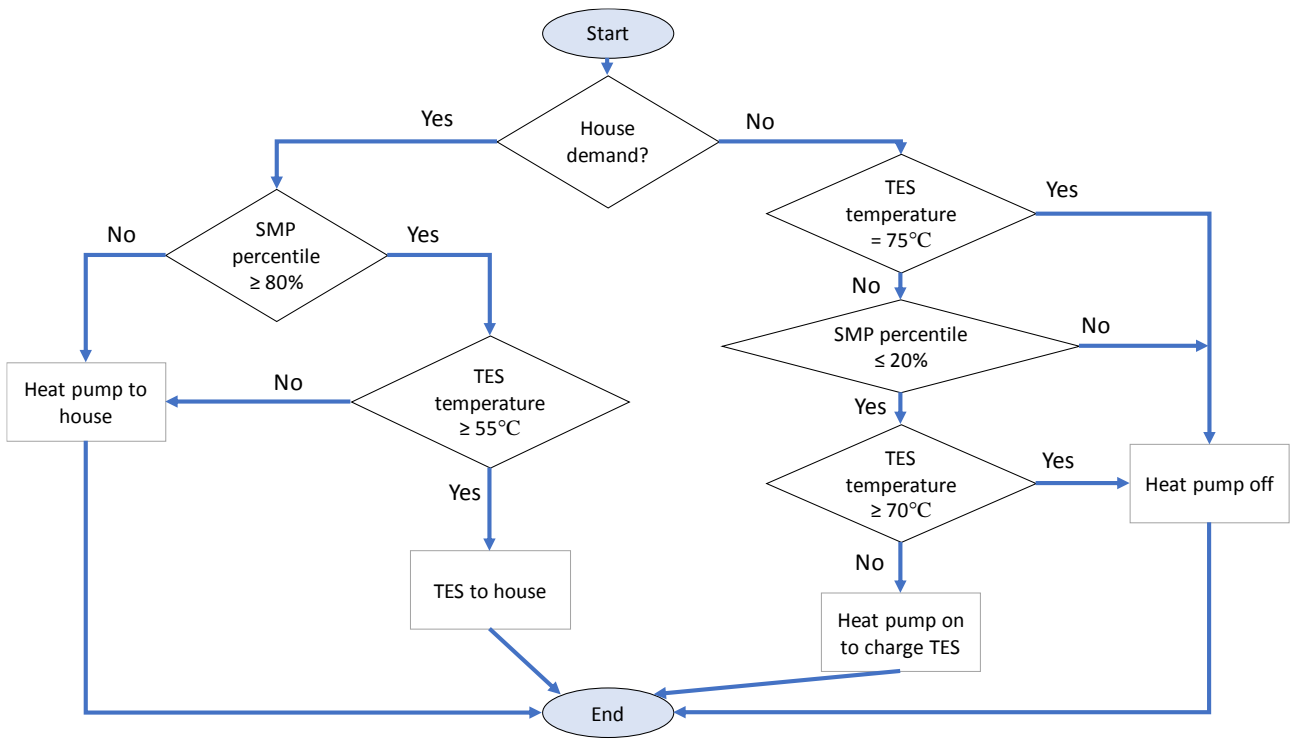 Start
House
demand?
Yes
No
SMP
percentile
≥ 80%
No
Yes
TES
temperature
= 75℃
Yes
No
SMP percentile
≤ 20%
No
Yes
Heat pump to
house
No
TES
temperature
≥ 55℃
Yes
TES
temperature
≥ 70℃
Yes
No
Heat pump off
TES to house
Heat pump on
to charge TES
End